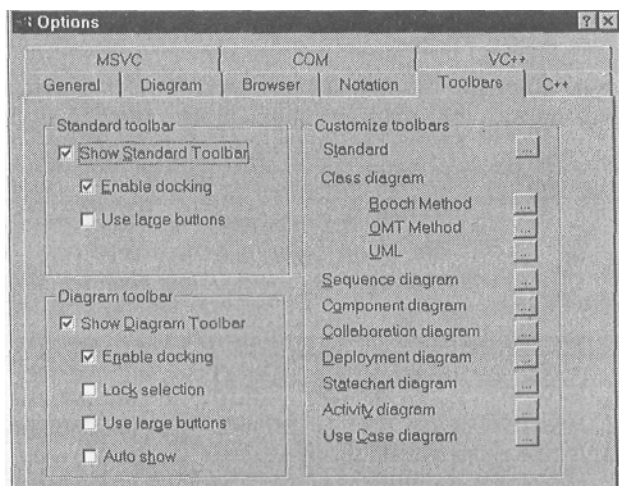 Options
MSVC COM VC++
General Diagram Browser Notation Toolbars C++
Standard toolbar
Show Standard Toolbar
Enable docking
Use large buttons
Diagram toolbar
Show Diagram Toolbar
Enable docking
Lock selection
Use large buttons
Auto show
Customize toolbars
Standard ...
Class diagram
Booch Method ...
OMT Method ...
UML ...
Sequence diagram ...
Component diagram ...
Collaboration diagram ...
Deployment diagram ...
Statechart diagram ...
Activity diagram ...
Use Case diagram ...